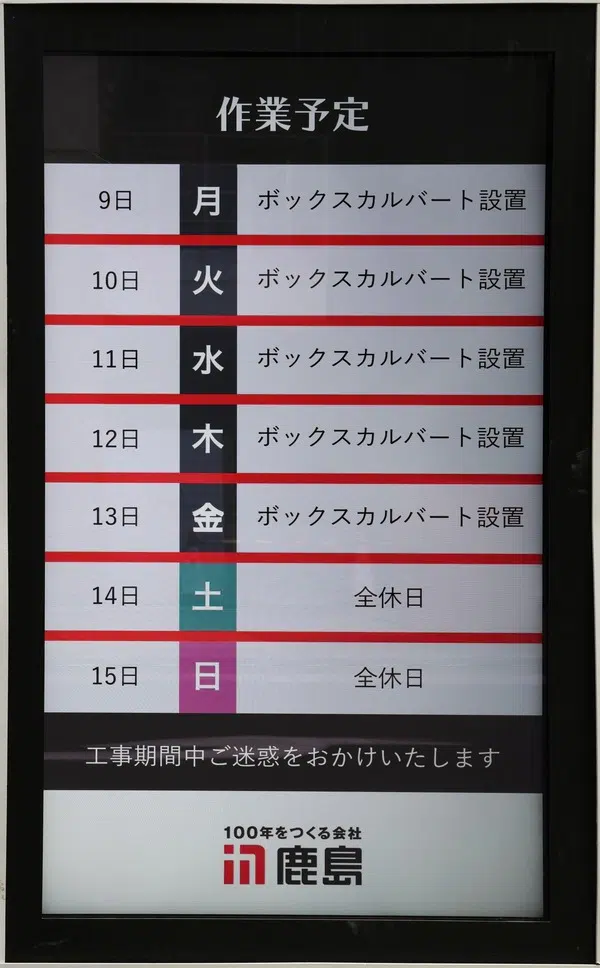 作業予定
9日 月 ボックスカルバート設置
10日 火 ボックスカルバート設置
11日 水 ボックスカルバート設置
12日 木 ボックスカルバート設置
13日 金 ボックスカルバート設置
14日 土 全休日
15日 日 全休日
工事期間中ご迷惑をおかけいたします
100年をつくる会社
鹿島